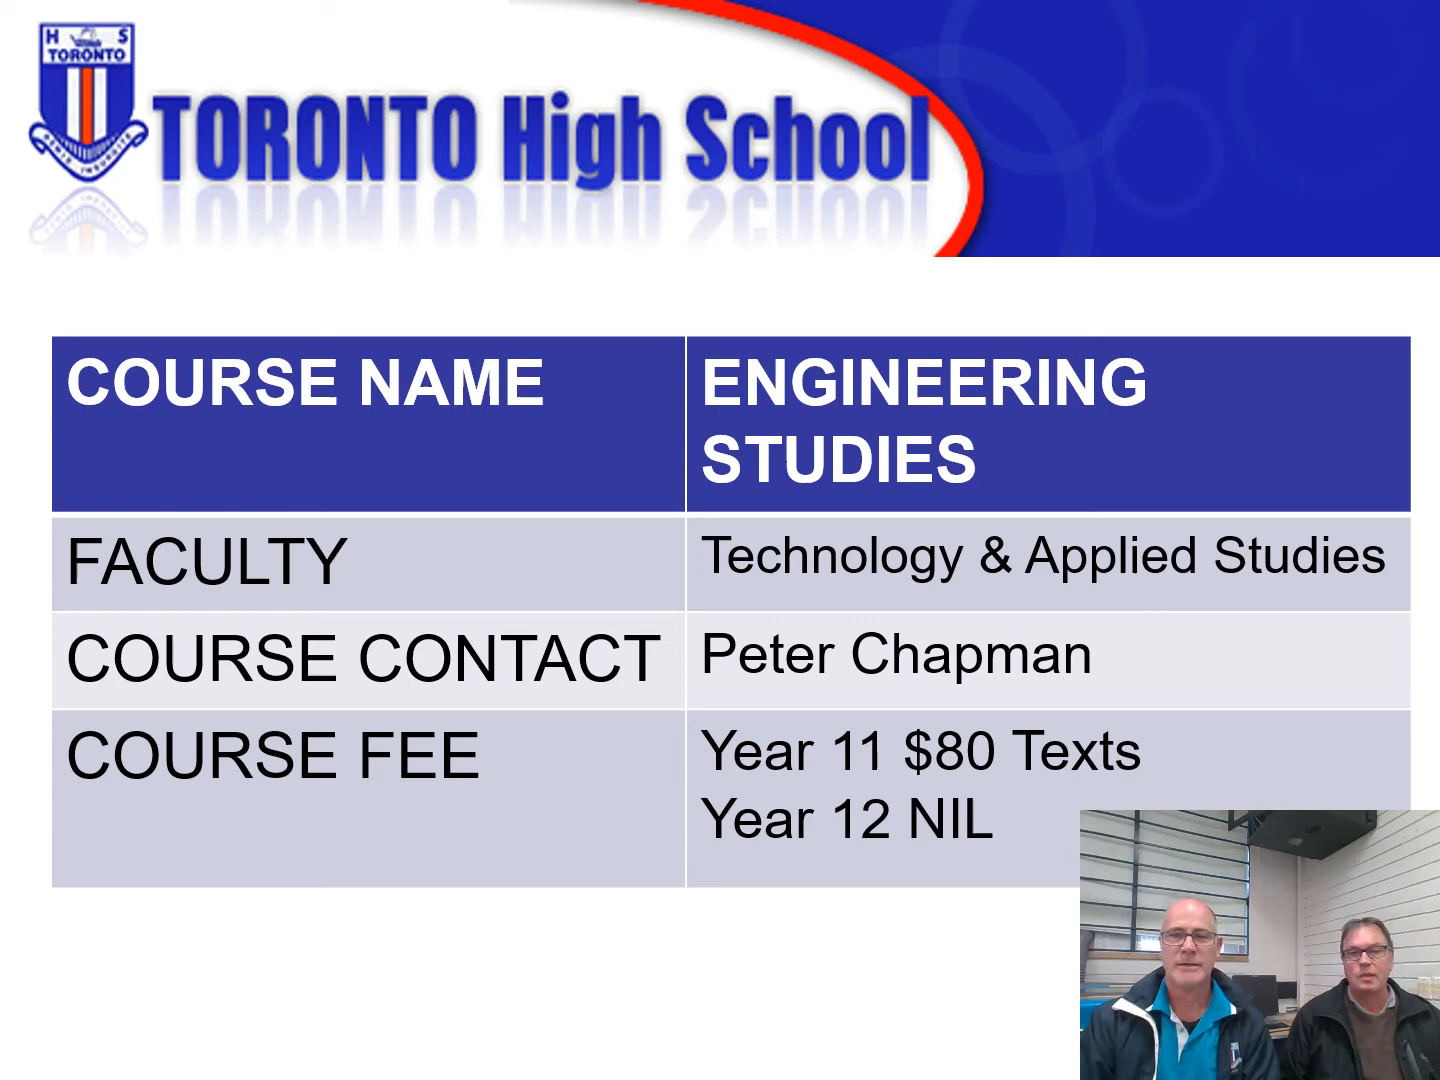 H S
TORONTO
TORONTO High School
COURSE NAME
ENGINEERING
STUDIES
FACULTY
Technology & Applied Studies
COURSE CONTACT
Peter Chapman
COURSE FEE
Year 11 $80 Texts
Year 12 NIL